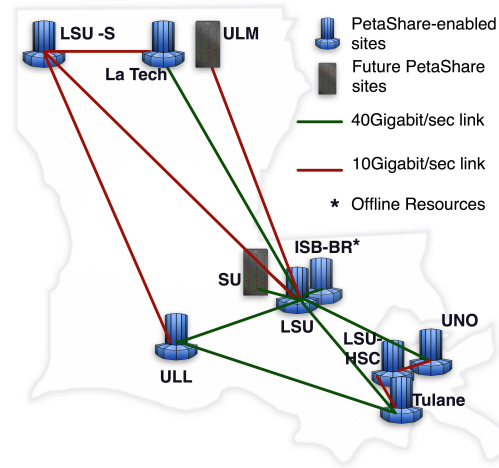 LSU -S
ULM
La Tech
PetaShare-enabled
sites
Future PetaShare
sites
40Gigabit/sec link
10Gigabit/sec link
* Offline Resources
ISB-BR*
SU
LSU
ULL
LSU-
HSC
UNO
Tulane